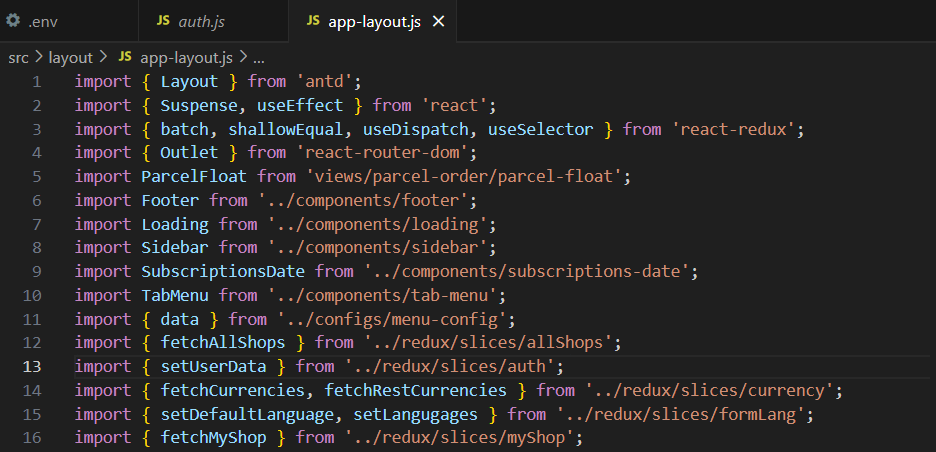 .env
JS auth.js
JS app-layout.js
src > layout > JS app-layout.js > ...
1 import { Layout } from 'antd';
2 import { Suspense, useEffect } from 'react';
3 import { batch, shallowEqual, useDispatch, useSelector } from 'react-redux';
4 import { Outlet } from 'react-router-dom';
5 import ParcelFloat from 'views/parcel-order/parcel-float';
6 import Footer from '../components/footer';
7 import Loading from '../components/loading';
8 import Sidebar from '../components/sidebar';
9 import SubscriptionsDate from '../components/subscriptions-date';
10 import TabMenu from '../components/tab-menu';
11 import { data } from '../configs/menu-config';
12 import { fetchAllShops } from '../redux/slices/allShops';
13 import { setUserData } from '../redux/slices/auth';
14 import { fetchCurrencies, fetchRestCurrencies } from '../redux/slices/currency';
15 import { setDefaultLanguage, setLangugages } from '../redux/slices/formLang';
16 import { fetchMyShop } from '../redux/slices/myShop';